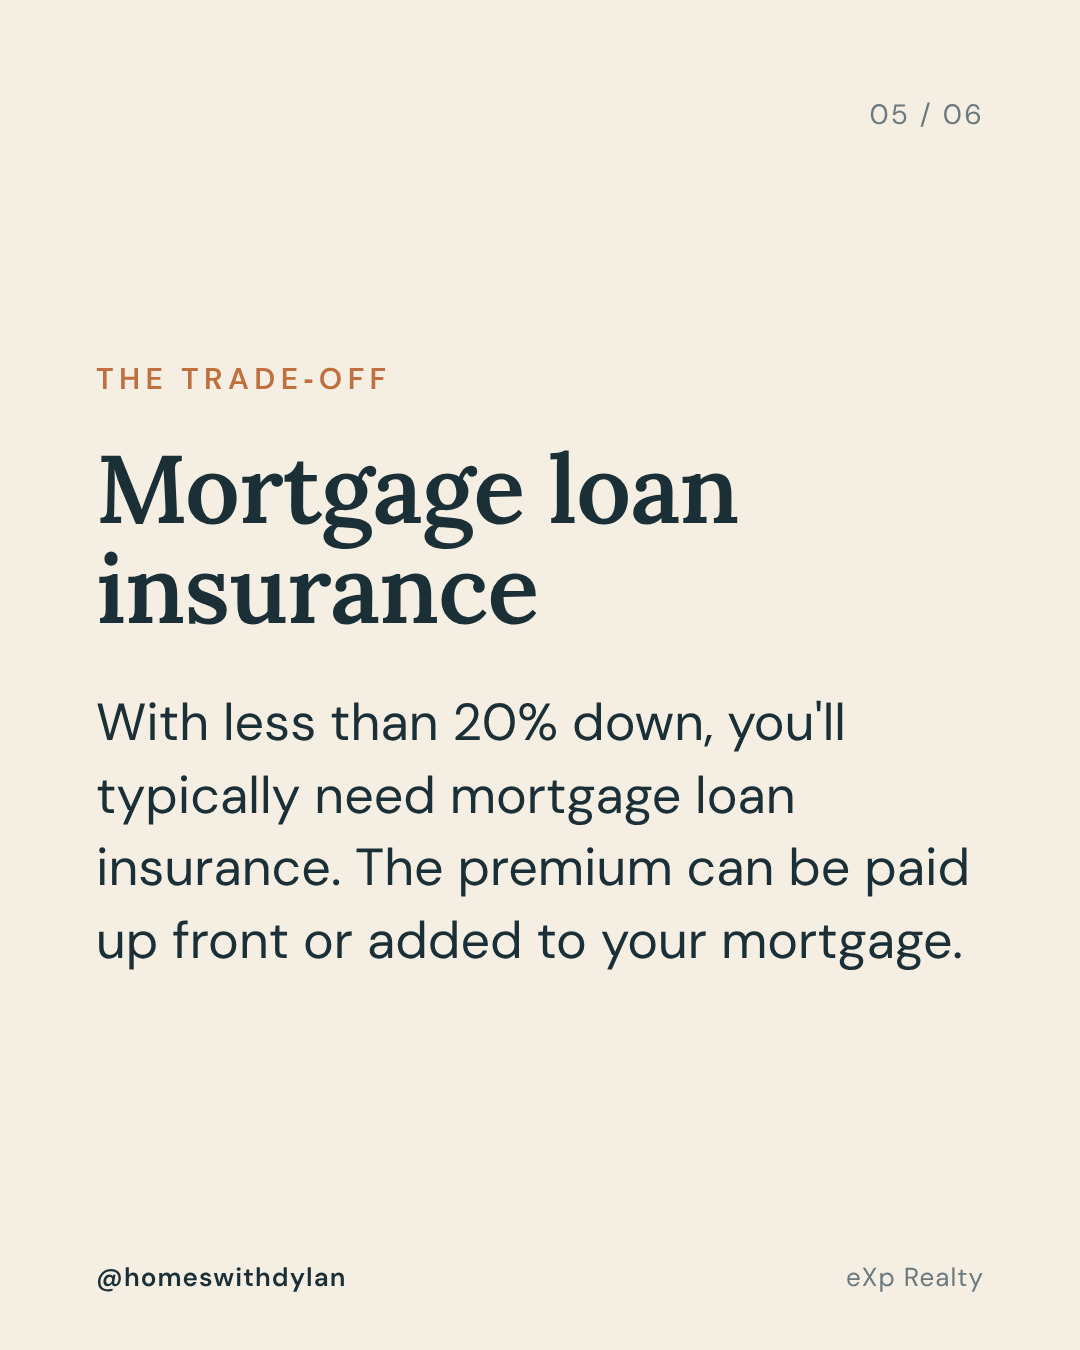 05 / 06
THE TRADE-OFF
Mortgage loan
insurance
With less than 20% down, you'll
typically need mortgage loan
insurance. The premium can be paid
up front or added to your mortgage.
@homeswithdylan
eXp Realty